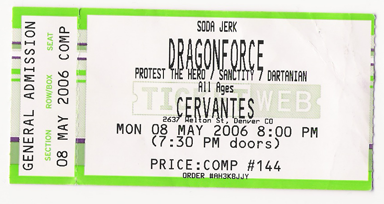 GENERAL ADMISSION
SECTION ROW/BOX SEAT
08 MAY 2006 COMP
SODA JERK
DRAGONFORCE
PROTEST THE HERO / SANCTITY / DARTANIAN
All Ages
TICKETWEB
CERVANTES
2637 Welton St, Denver CO
MON 08 MAY 2006 8:00 PM
(7:30 PM doors)
PRICE:COMP #144
ORDER #AH3K8JJY